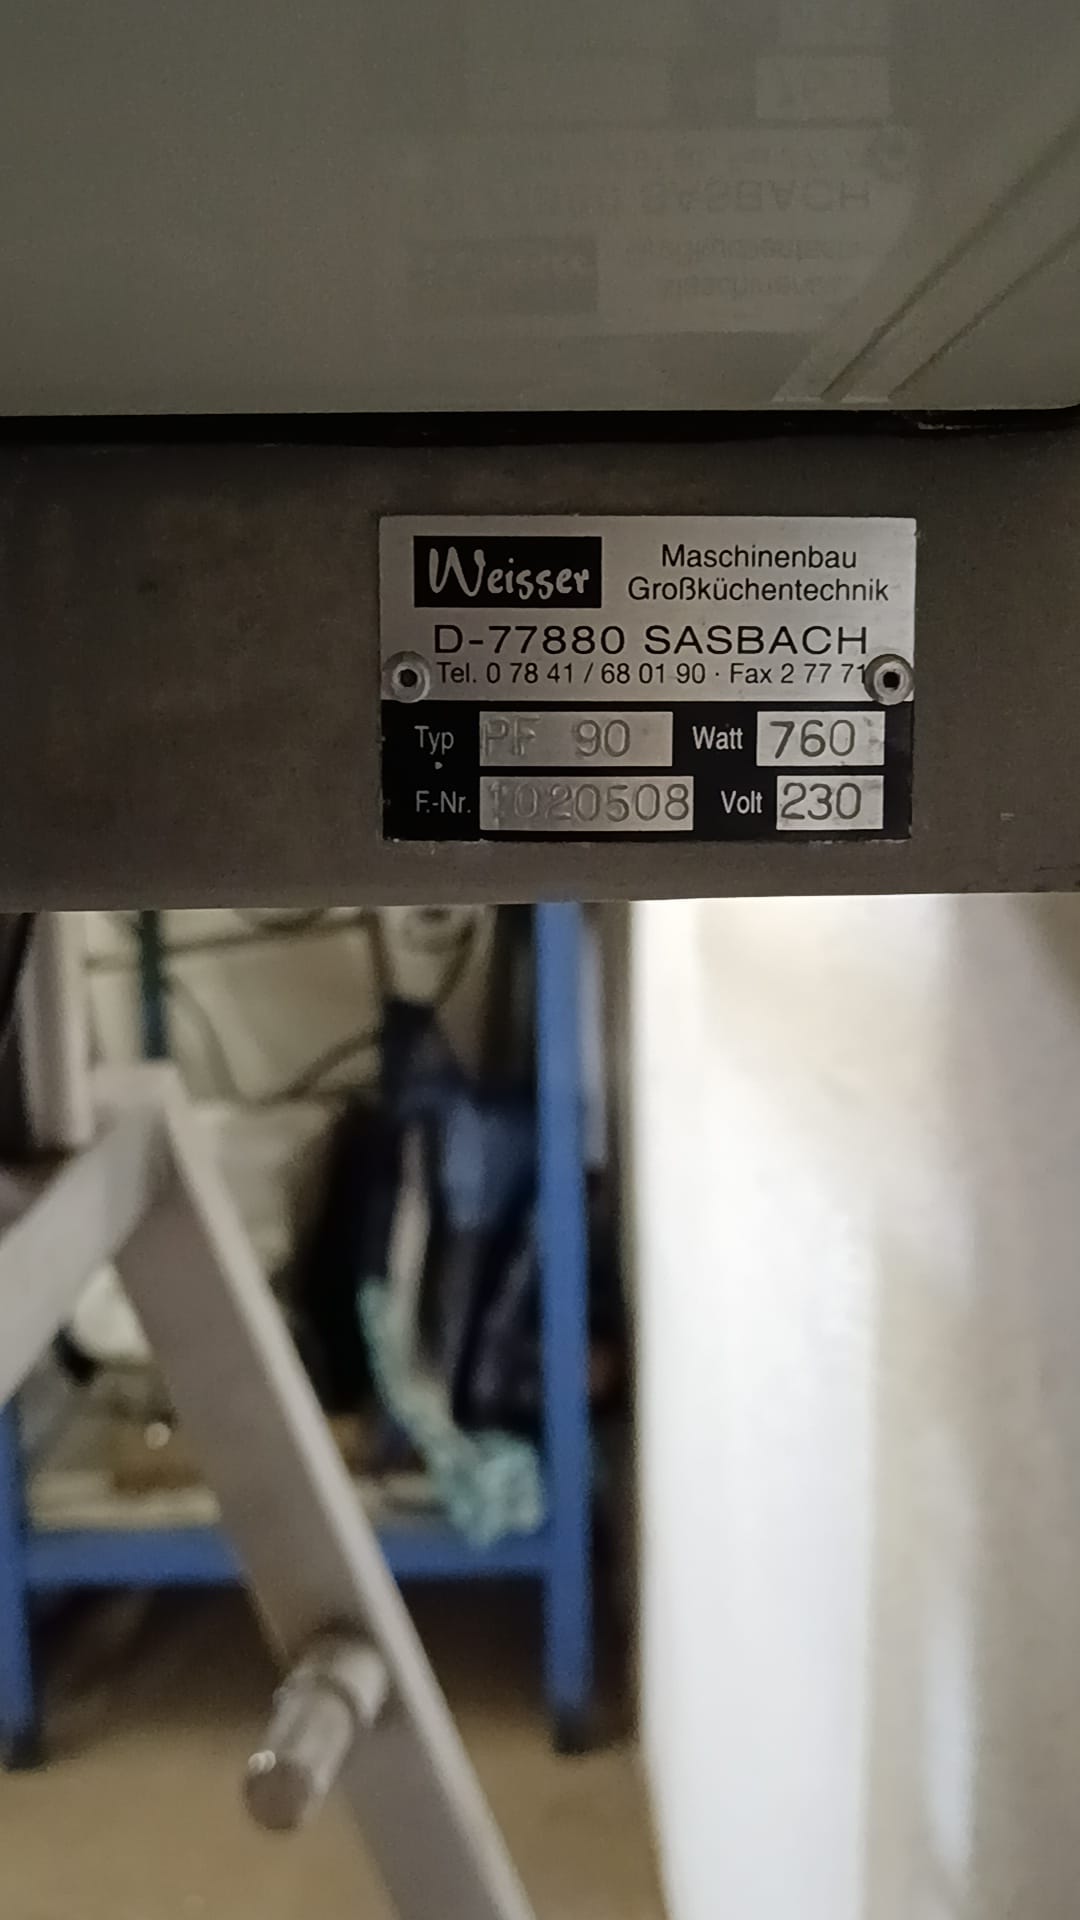 Weisser
Maschinenbau
Großküchentechnik
D-77880 SASBACH
Tel. 0 78 41 / 68 01 90 · Fax 2 77 71
Typ PF 90 Watt 760
F.-Nr. 1020508 Volt 230